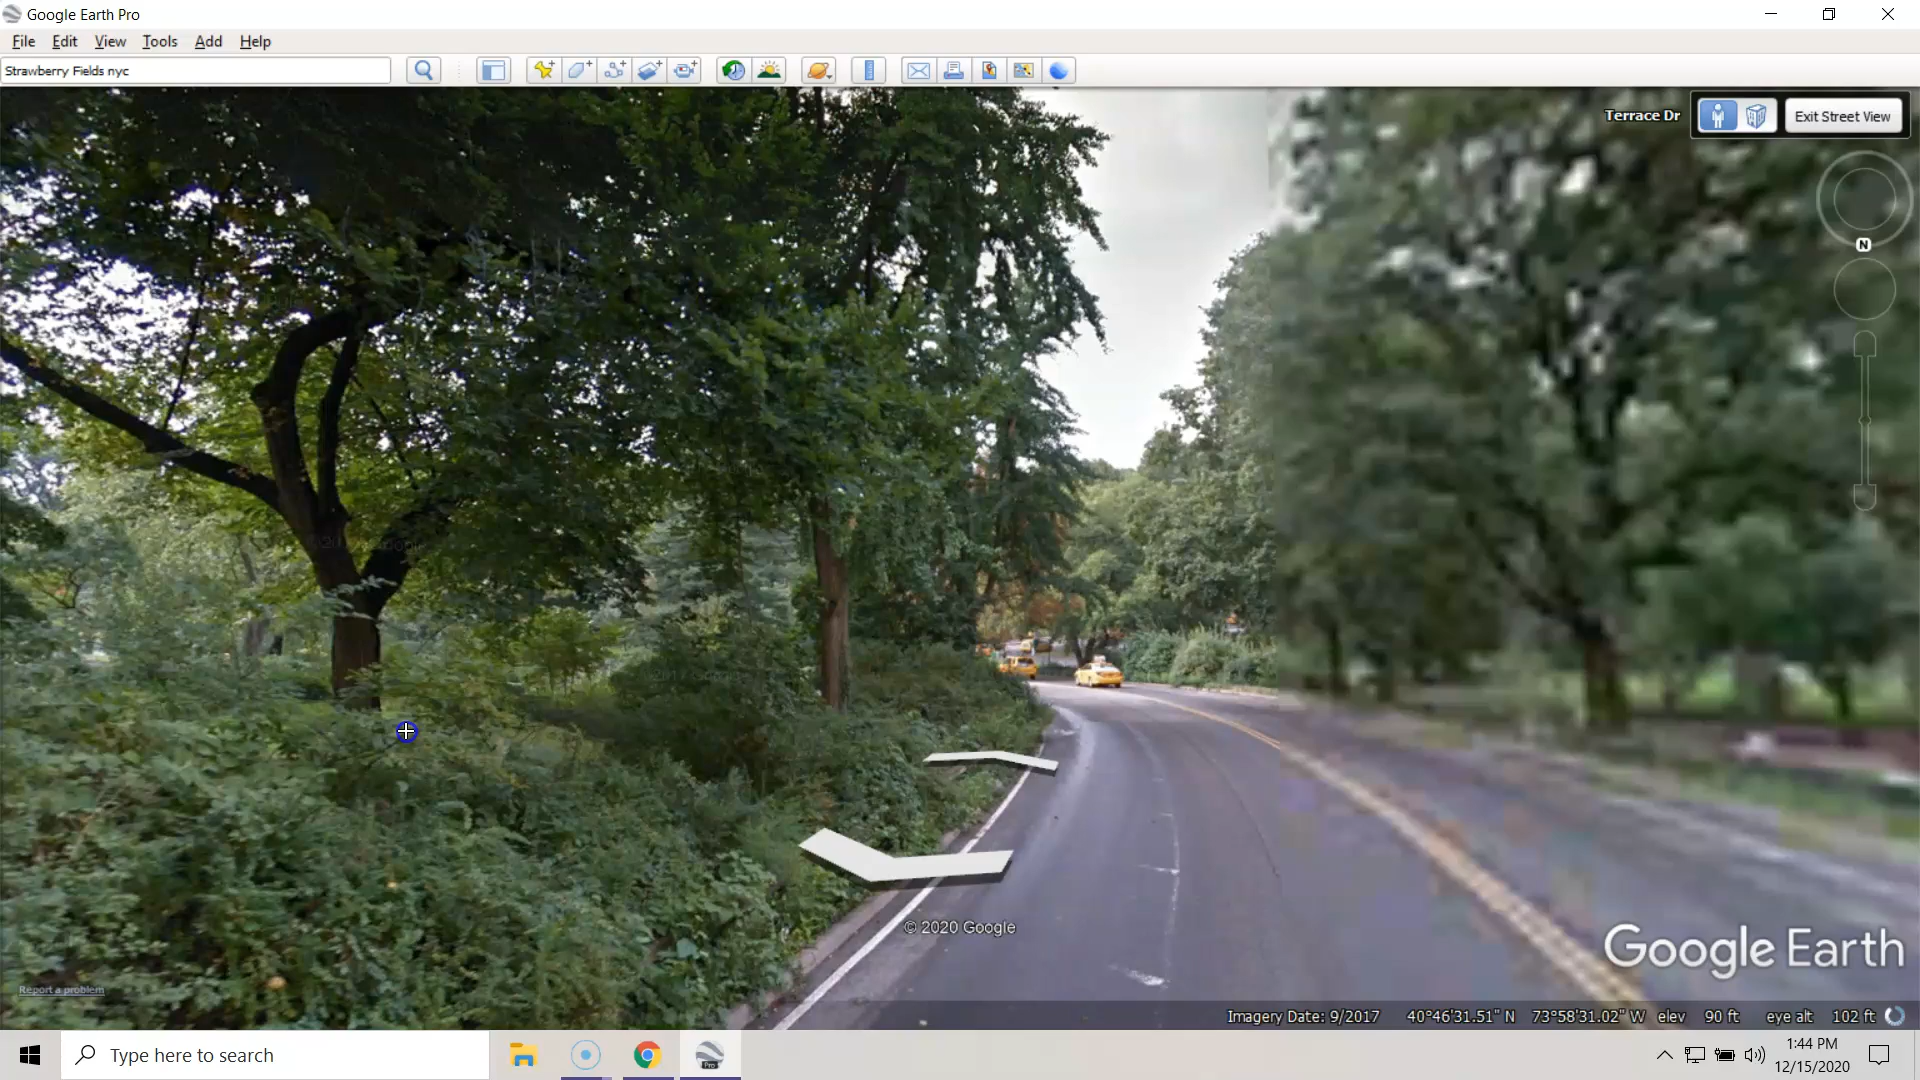 Google Earth Pro
File Edit View Tools Add Help
Strawberry Fields nyc
Terrace Dr
Exit Street View
N
© 2020 Google
Google Earth
Report a problem
Imagery Date: 9/2017 40°46'31.51" N 73°58'31.02" W elev 90 ft eye alt 102 ft
Type here to search
Pro
1:44 PM
12/15/2020